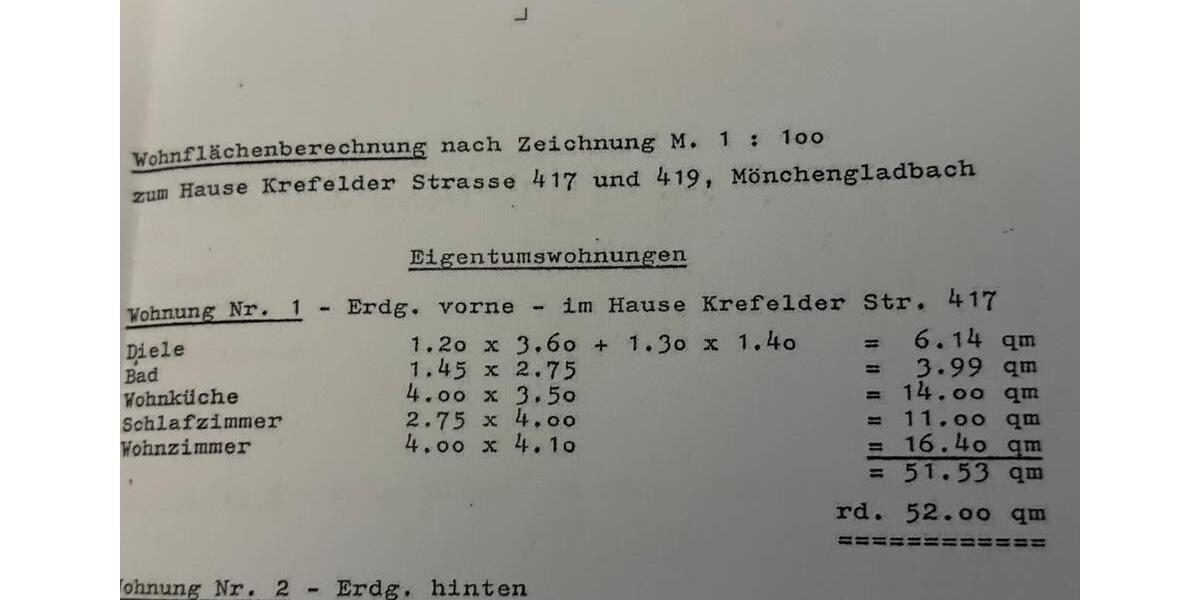 Wohnflächenberechnung nach Zeichnung M. 1 : 1oo
zum Hause Krefelder Strasse 417 und 419, Mönchengladbach
Eigentumswohnungen
Wohnung Nr. 1 - Erdg. vorne - im Hause Krefelder Str. 417
Diele 1.2o x 3.6o + 1.3o x 1.4o = 6.14 qm
Bad 1.45 x 2.75 = 3.99 qm
Wohnküche 4.oo x 3.5o = 14.oo qm
Schlafzimmer 2.75 x 4.oo = 11.oo qm
Wohnzimmer 4.oo x 4.1o = 16.4o qm
= 51.53 qm
rd. 52.oo qm
============
Wohnung Nr. 2 - Erdg. hinten